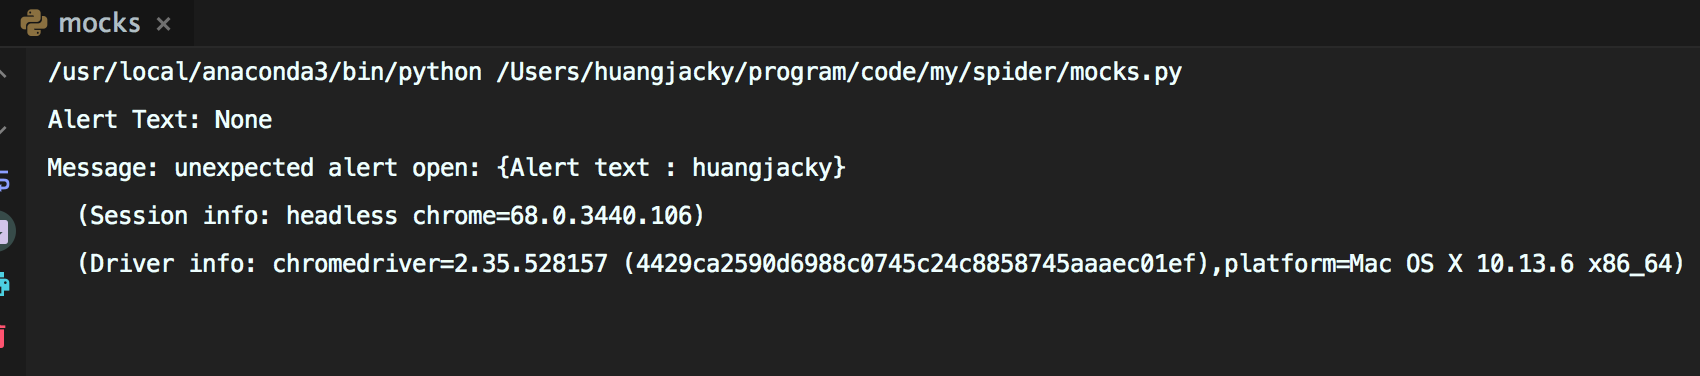 mocks
/usr/local/anaconda3/bin/python /Users/huangjacky/program/code/my/spider/mocks.py
Alert Text: None
Message: unexpected alert open: {Alert text : huangjacky}
(Session info: headless chrome=68.0.3440.106)
(Driver info: chromedriver=2.35.528157 (4429ca2590d6988c0745c24c8858745aaaec01ef),platform=Mac OS X 10.13.6 x86_64)